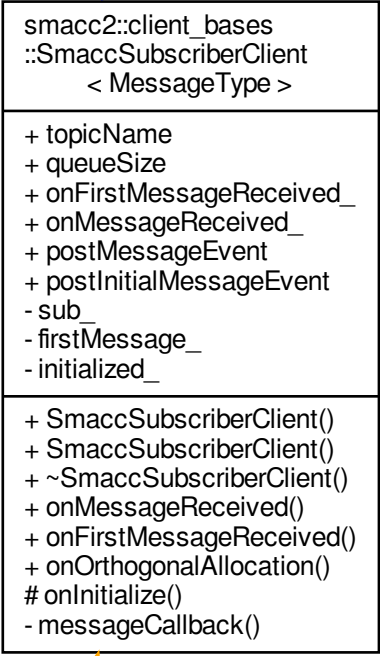 smacc2::client_bases
::SmaccSubscriberClient
< MessageType >
+ topicName
+ queueSize
+ onFirstMessageReceived_
+ onMessageReceived_
+ postMessageEvent
+ postInitialMessageEvent
- sub_
- firstMessage_
- initialized_
+ SmaccSubscriberClient()
+ SmaccSubscriberClient()
+ ~SmaccSubscriberClient()
+ onMessageReceived()
+ onFirstMessageReceived()
+ onOrthogonalAllocation()
# onInitialize()
- messageCallback()